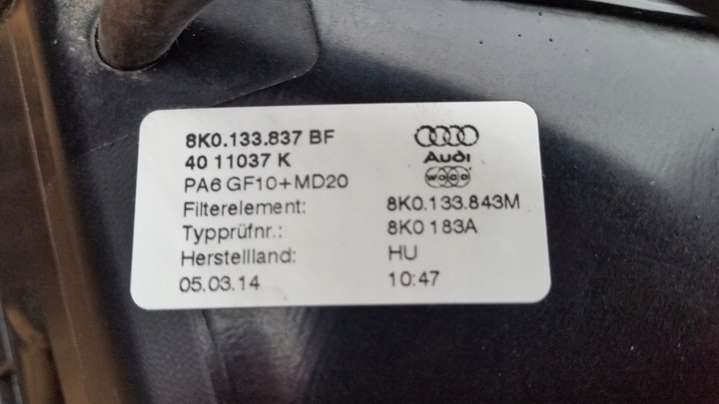 8K0.133.837 BF
40 11037 K
Audi
PA6 GF10+MD20
woco
Filterelement: 8K0.133.843M
Typprüfnr.: 8K0 183A
Herstellland: HU
05.03.14 10:47